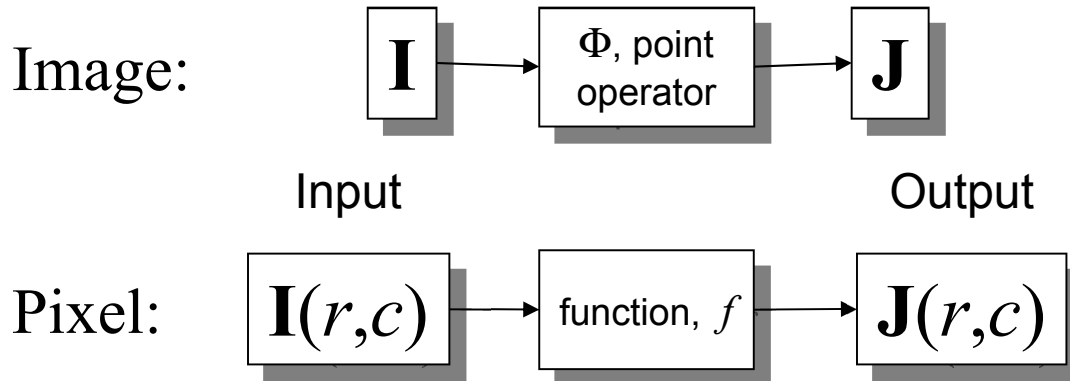 Image: I Φ, point operator J
Input Output
Pixel: I(r,c) function, f J(r,c)